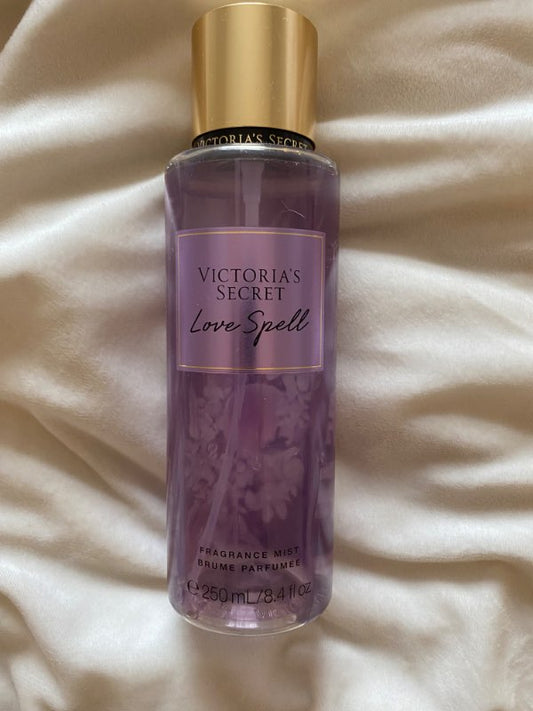 VICTORIA'S SECRET
VICTORIA'S
SECRET
Love Spell
FRAGRANCE MIST
BRUME PARFUMÉE
℮ 250 mL/8.4 fl oz